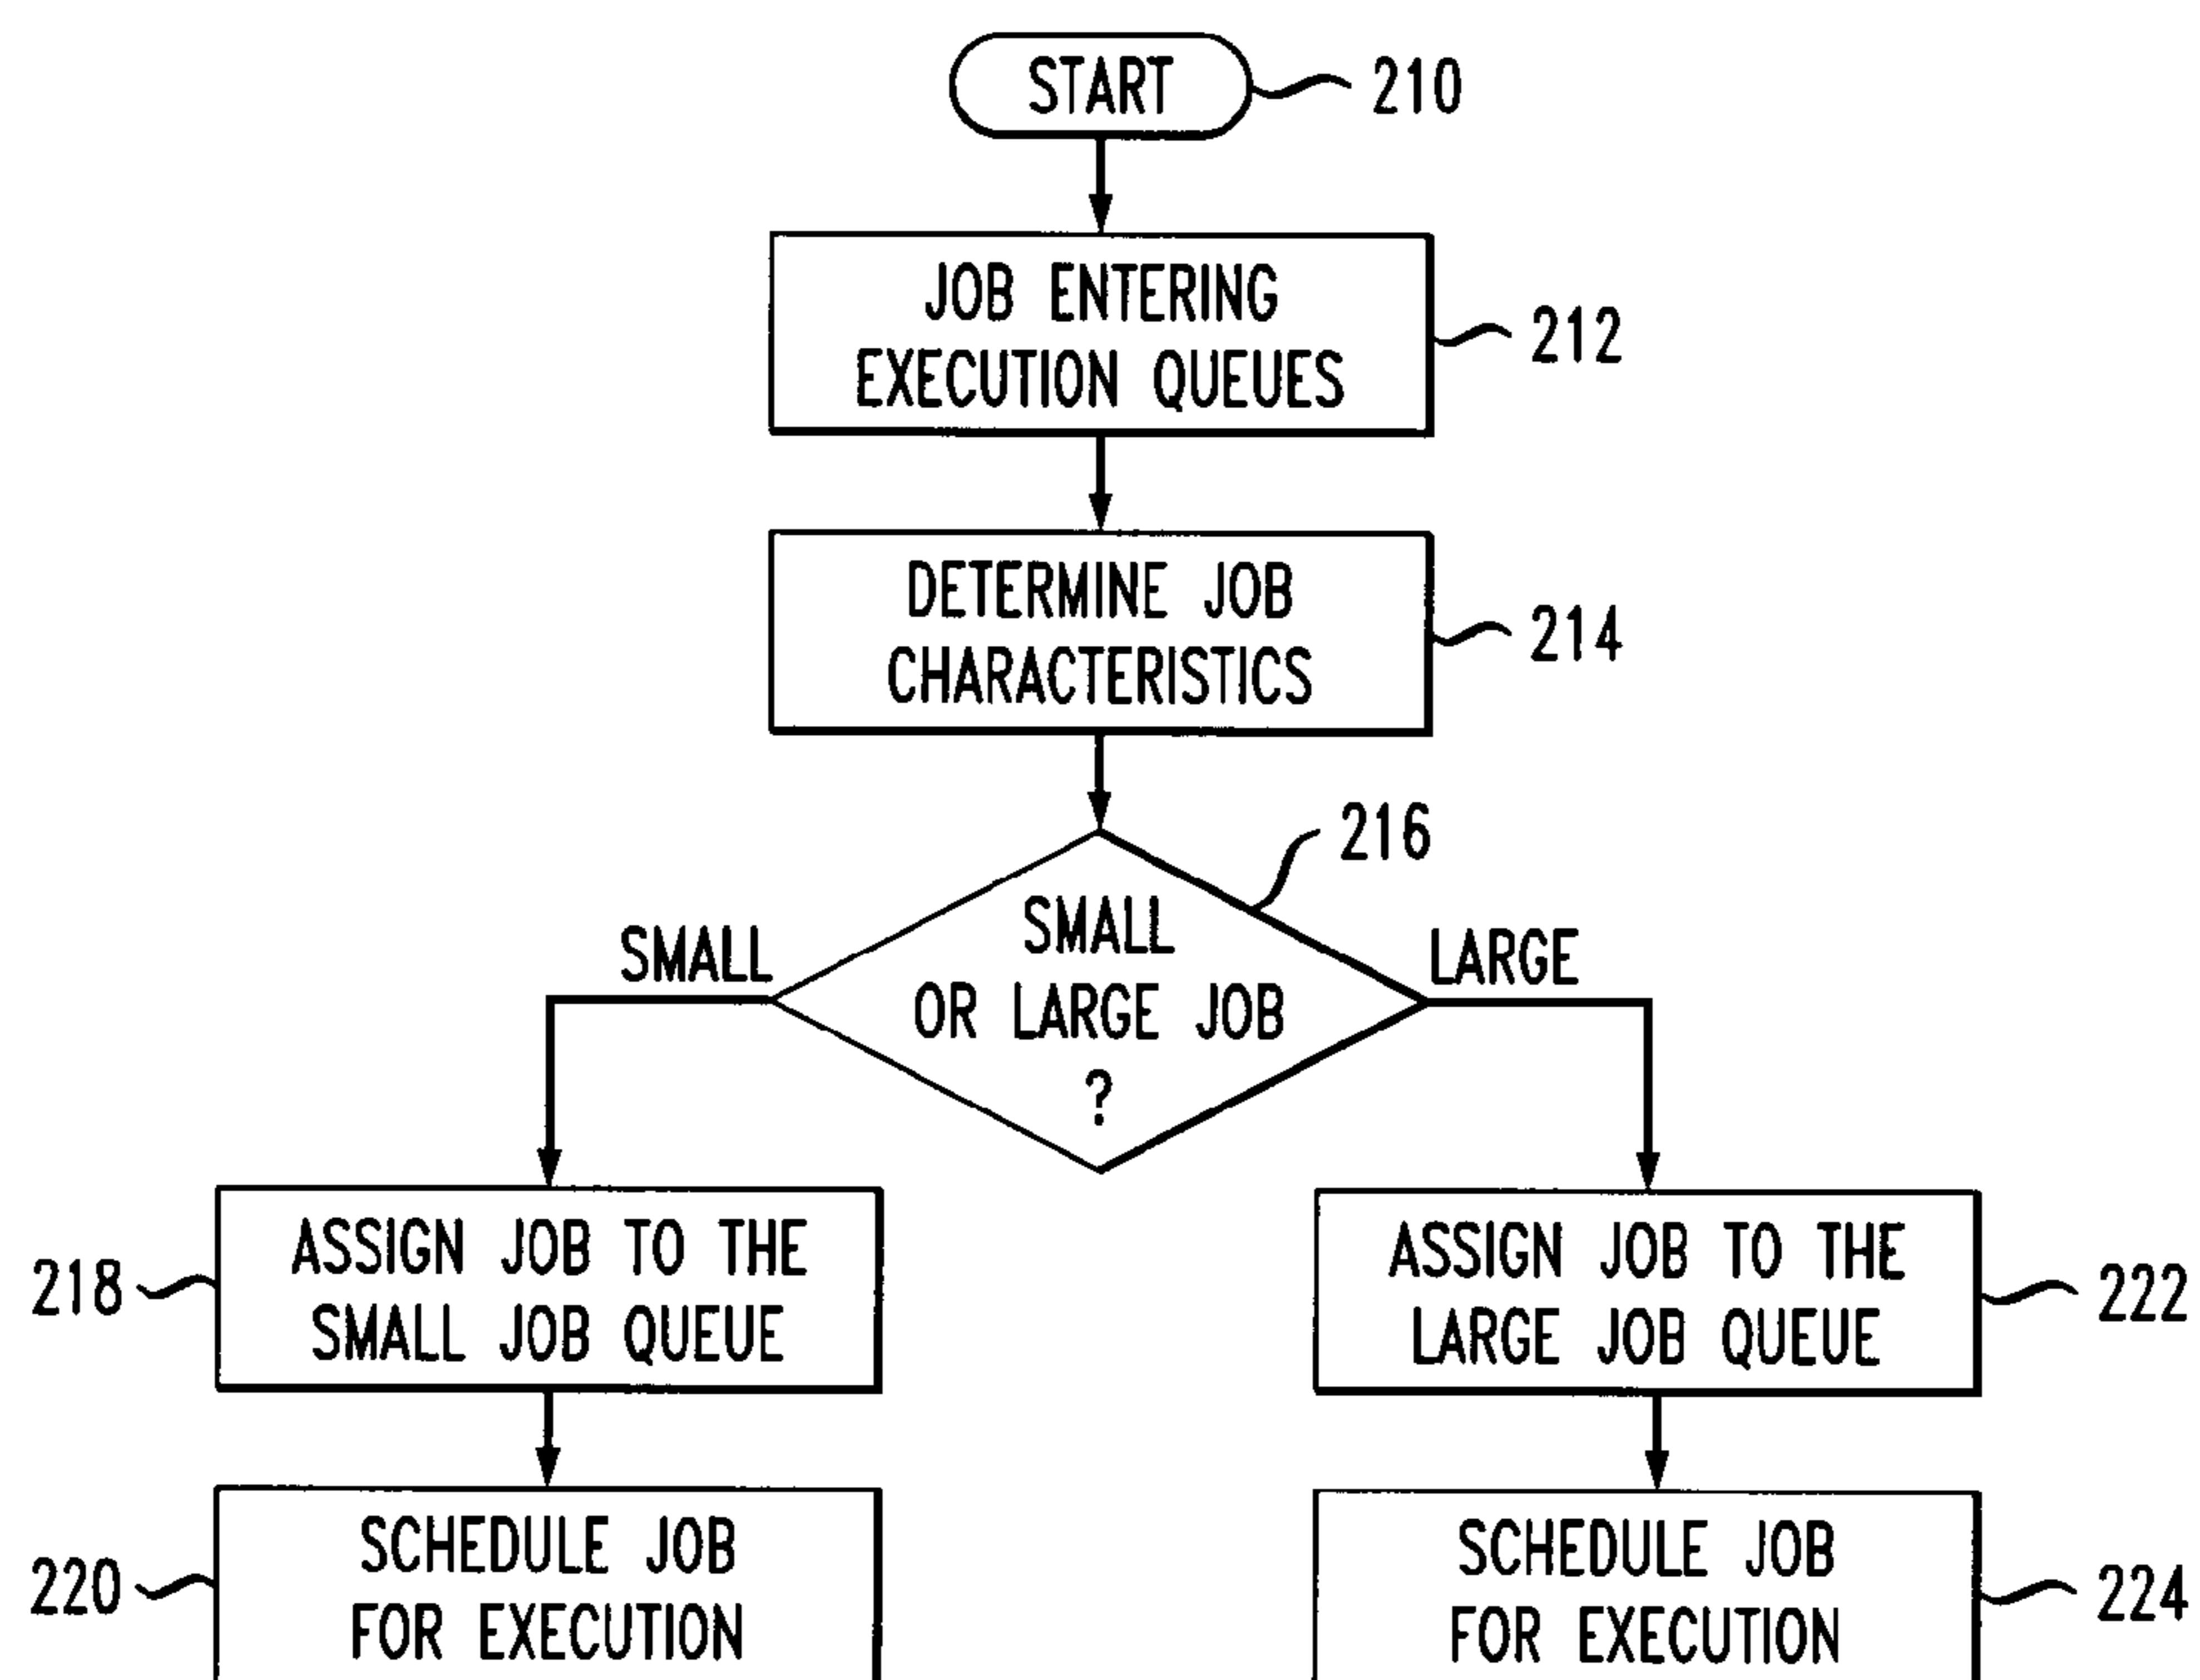 START
210
JOB ENTERING
EXECUTION QUEUES
212
DETERMINE JOB
CHARACTERISTICS
214
216
SMALL
OR LARGE JOB
?
SMALL
LARGE
218
ASSIGN JOB TO THE
SMALL JOB QUEUE
ASSIGN JOB TO THE
LARGE JOB QUEUE
222
220
SCHEDULE JOB
FOR EXECUTION
SCHEDULE JOB
FOR EXECUTION
224